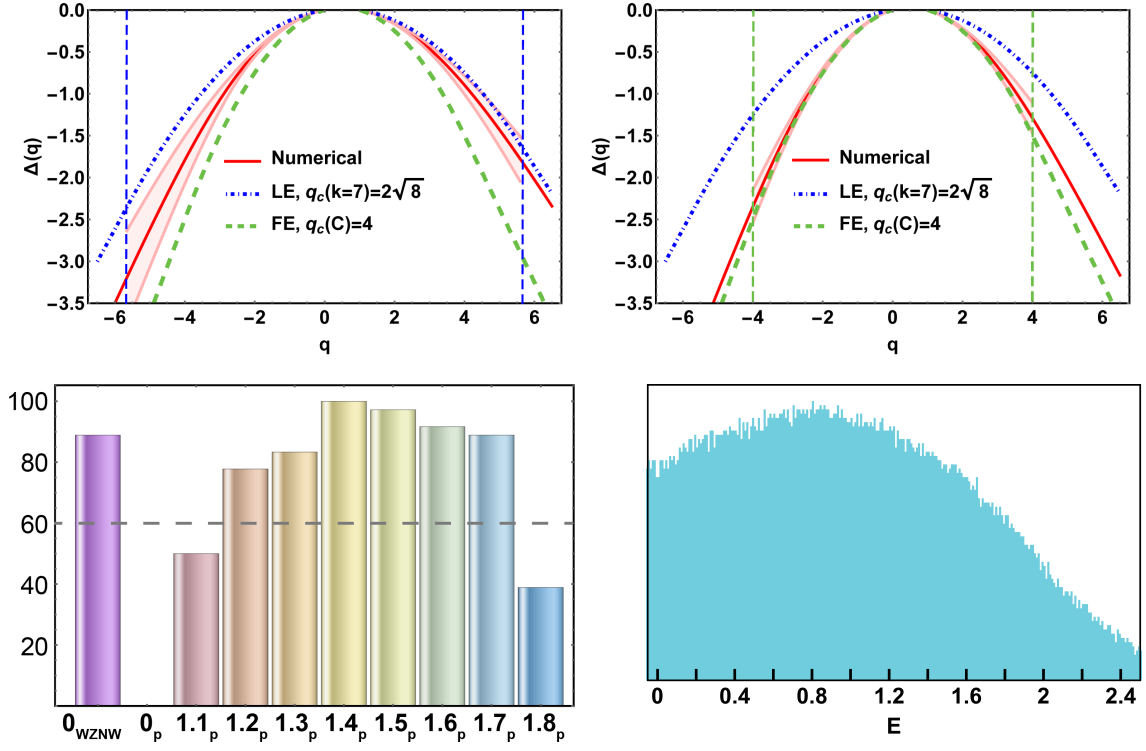 0.0
−0.5
−1.0
−1.5
−2.0
−2.5
−3.0
−3.5
Δ(q)
Numerical
LE, q_c(k=7)=2√8
FE, q_c(C)=4
−6 −4 −2 0 2 4 6
q
0.0
−0.5
−1.0
−1.5
−2.0
−2.5
−3.0
−3.5
Δ(q)
Numerical
LE, q_c(k=7)=2√8
FE, q_c(C)=4
−6 −4 −2 0 2 4 6
q
100
80
60
40
20
0_WZNW 0_p 1.1_p 1.2_p 1.3_p 1.4_p 1.5_p 1.6_p 1.7_p 1.8_p
0 0.4 0.8 1.2 1.6 2 2.4
E